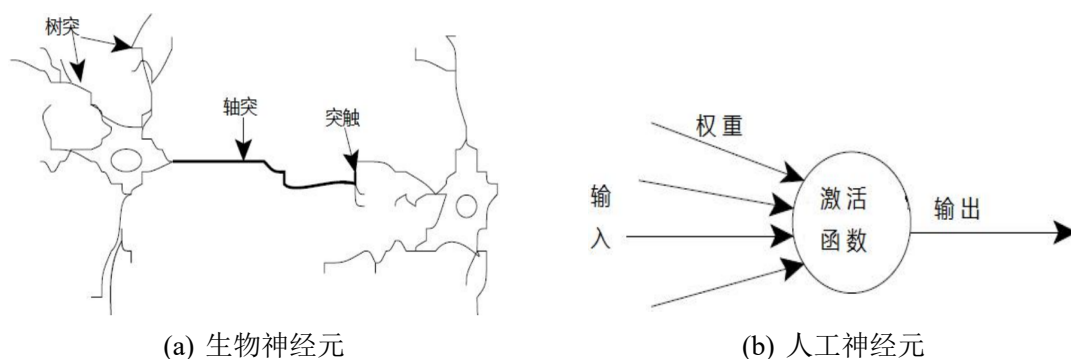 树突
轴突
突触
权重
输入
激活
函数
输出
(a) 生物神经元
(b) 人工神经元